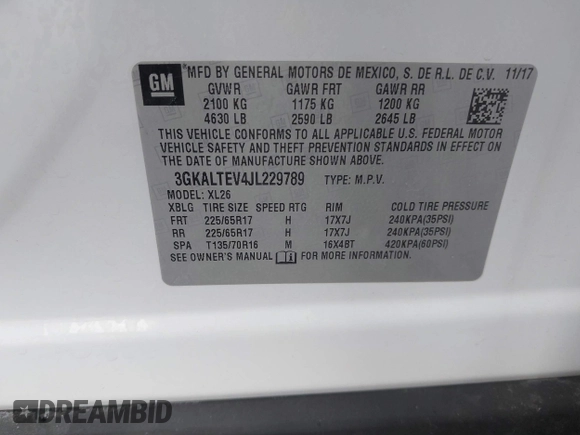 GM
MFD BY GENERAL MOTORS DE MEXICO, S. DE R.L. DE C.V. 11/17
GVWR GAWR FRT GAWR RR
2100 KG 1175 KG 1200 KG
4630 LB 2590 LB 2645 LB
THIS VEHICLE CONFORMS TO ALL APPLICABLE U.S. FEDERAL MOTOR
VEHICLE SAFETY AND THEFT PREVENTION STANDARDS IN EFFECT
ON THE DATE OF MANUFACTURE SHOWN ABOVE.
3GKALTEV4JL229789 TYPE: M.P.V.
MODEL: XL26
XBLG TIRE SIZE SPEED RTG RIM COLD TIRE PRESSURE
FRT 225/65R17 H 17X7J 240KPA(35PSI)
RR 225/65R17 H 17X7J 240KPA(35PSI)
SPA T135/70R16 M 16X4BT 420KPA(60PSI)
SEE OWNER'S MANUAL FOR MORE INFORMATION.
DREAMBID